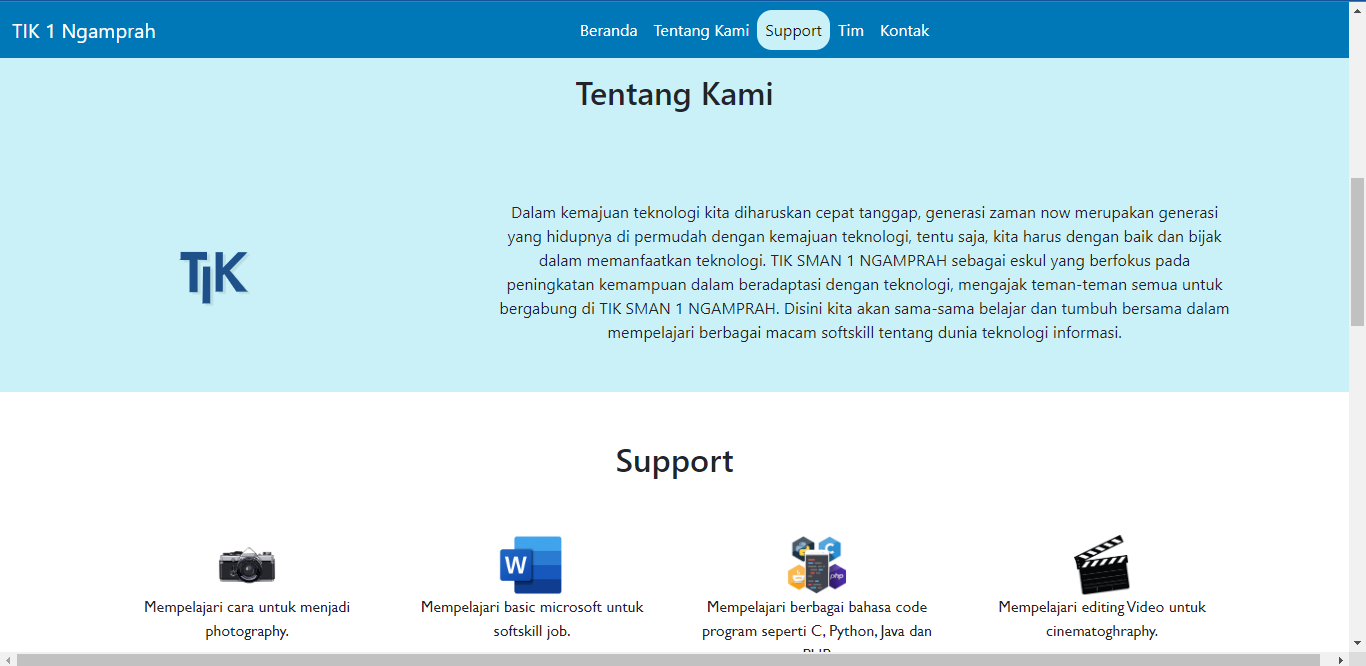 TIK 1 Ngamprah
Beranda Tentang Kami Support Tim Kontak
Tentang Kami
TIK
Dalam kemajuan teknologi kita diharuskan cepat tanggap, generasi zaman now merupakan generasi
yang hidupnya di permudah dengan kemajuan teknologi, tentu saja, kita harus dengan baik dan bijak
dalam memanfaatkan teknologi. TIK SMAN 1 NGAMPRAH sebagai eskul yang berfokus pada
peningkatan kemampuan dalam beradaptasi dengan teknologi, mengajak teman-teman semua untuk
bergabung di TIK SMAN 1 NGAMPRAH. Disini kita akan sama-sama belajar dan tumbuh bersama dalam
mempelajari berbagai macam softskill tentang dunia teknologi informasi.
Support
W
C
php
Mempelajari cara untuk menjadi
photography.
Mempelajari basic microsoft untuk
softskill job.
Mempelajari berbagai bahasa code
program seperti C, Python, Java dan
PHP
Mempelajari editing Video untuk
cinematoghraphy.